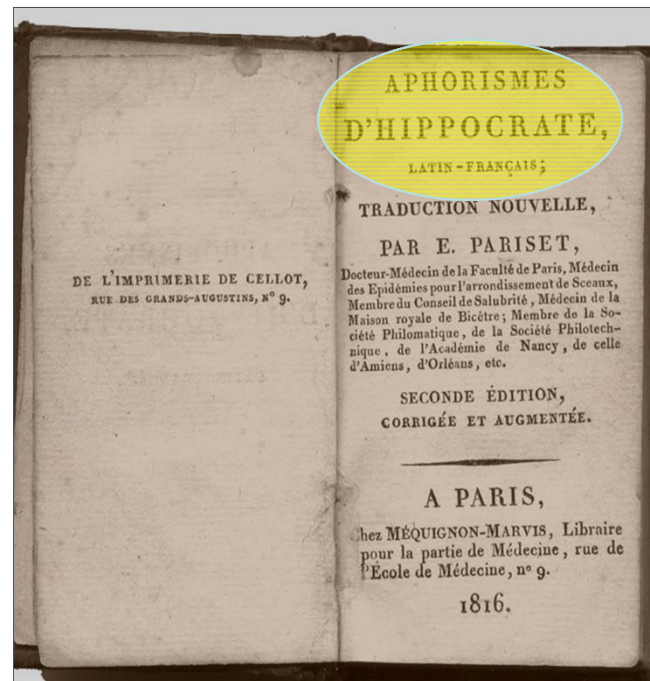 DE L'IMPRIMERIE DE CELLOT,
RUE DES GRANDS-AUGUSTINS, Nº 9.
APHORISMES
D'HIPPOCRATE,
LATIN-FRANÇAIS;
TRADUCTION NOUVELLE,
PAR E. PARISET,
Docteur-Médecin de la Faculté de Paris, Médecin
des Epidémies pour l'arrondissement de Sceaux,
Membre du Conseil de Salubrité, Médecin de la
Maison royale de Bicêtre; Membre de la So-
ciété Philomatique, de la Société Philotech-
nique, de l'Académie de Nancy, de celle
d'Amiens, d'Orléans, etc.
SECONDE ÉDITION,
CORRIGÉE ET AUGMENTÉE.
A PARIS,
Chez MÉQUIGNON-MARVIS, Libraire
pour la partie de Médecine, rue de
l'École de Médecine, nº 9.
1816.